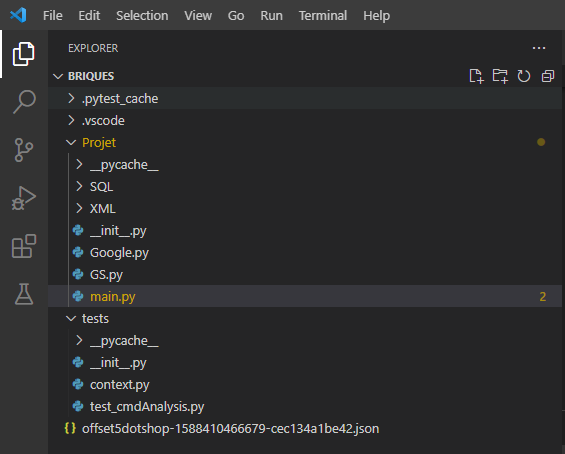 File Edit Selection View Go Run Terminal Help
EXPLORER
BRIQUES
.pytest_cache
.vscode
Projet
__pycache__
SQL
XML
__init__.py
Google.py
GS.py
main.py 2
tests
__pycache__
__init__.py
context.py
test_cmdAnalysis.py
offset5dotshop-1588410466679-cec134a1be42.json